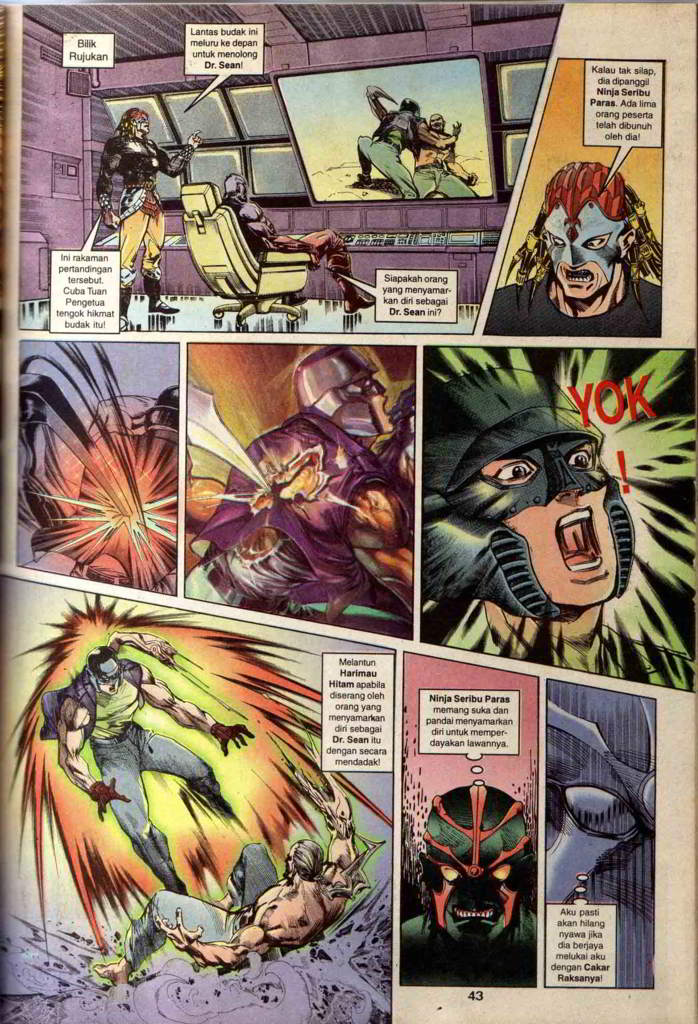 Bilik
Rujukan
Lantas budak ini
meluru ke depan
untuk menolong
Dr. Sean!
Ini rakaman
pertandingan
tersebut.
Cuba Tuan
Pengetua
tengok hikmat
budak itu!
Siapakah orang
yang menyamar-
kan diri sebagai
Dr. Sean ini?
Kalau tak silap,
dia dipanggil
Ninja Seribu
Paras. Ada lima
orang peserta
telah dibunuh
oleh dia!
YOK
!
Melantun
Harimau
Hitam apabila
diserang oleh
orang yang
menyamarkan
diri sebagai
Dr. Sean itu
dengan secara
mendadak!
Ninja Seribu Paras
memang suka dan
pandai menyamarkan
diri untuk memper-
dayakan lawannya.
Aku pasti
akan hilang
nyawa jika
dia berjaya
melukai aku
dengan Cakar
Raksanya!
43